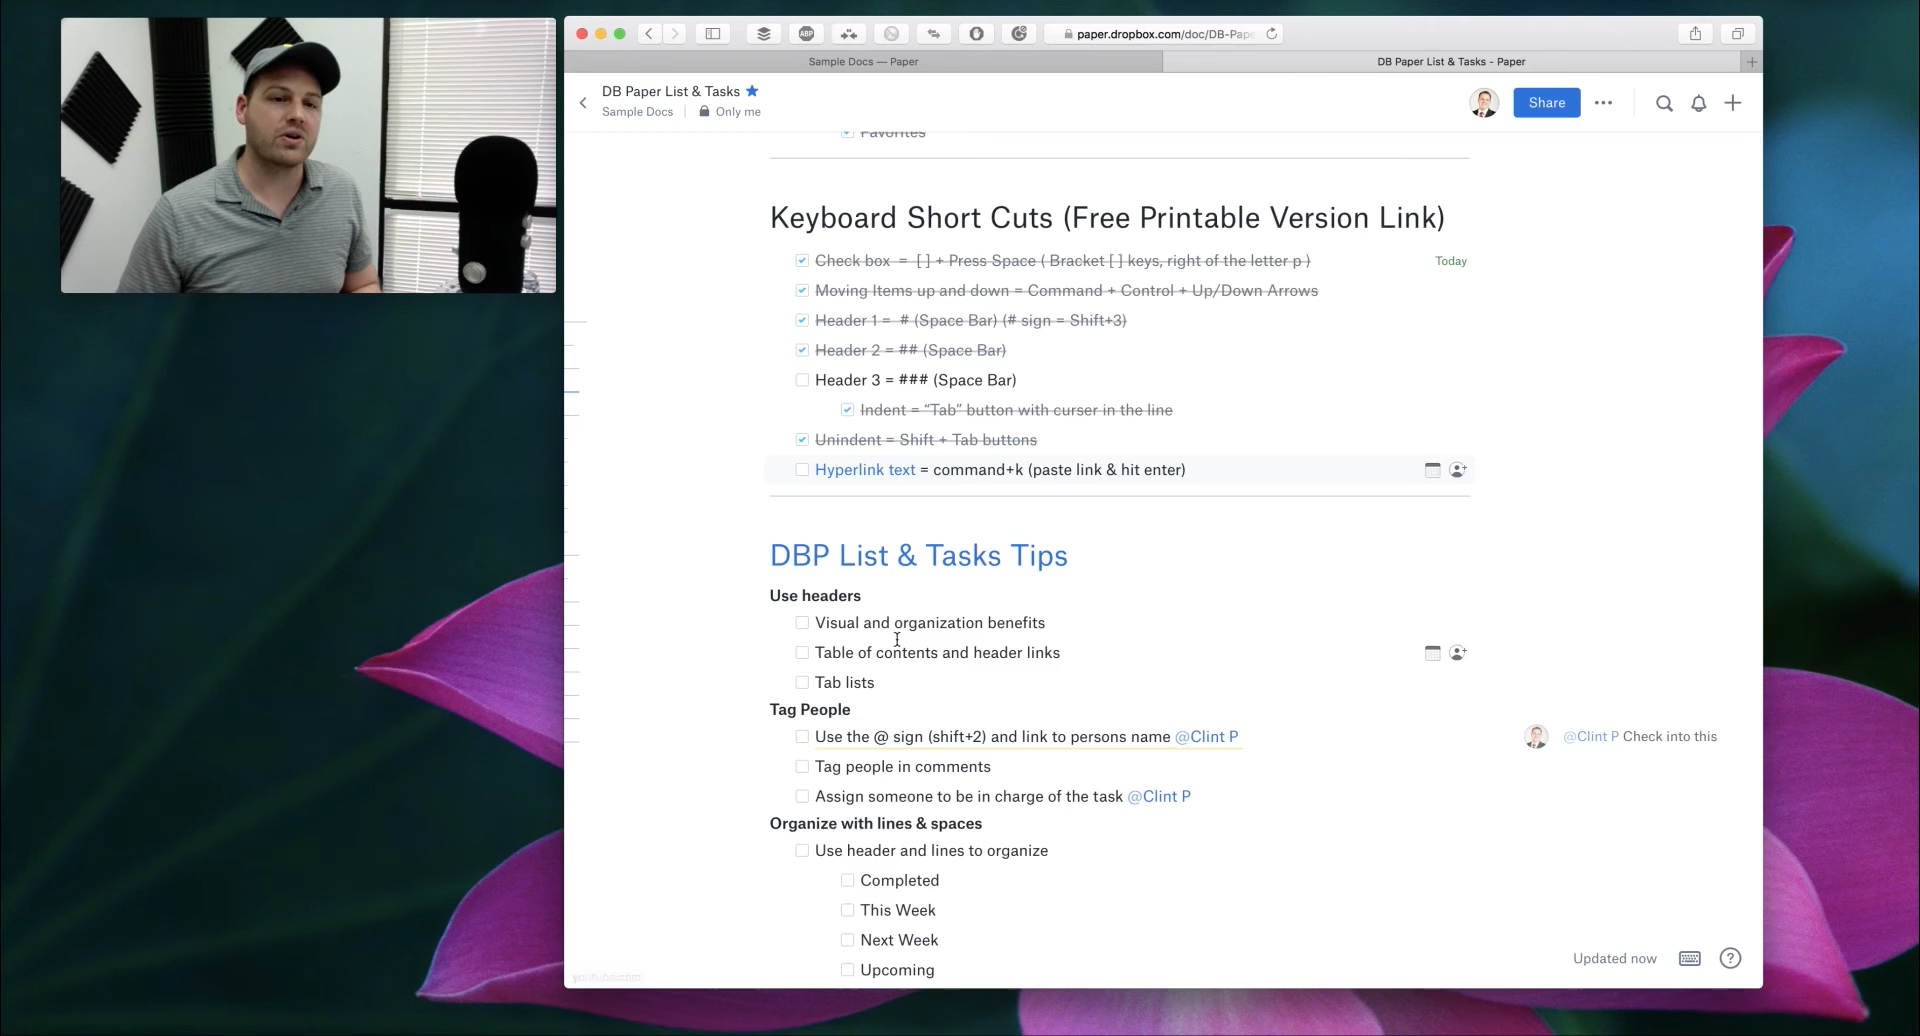 ABP
paper.dropbox.com/doc/DB-Pape
Sample Docs — Paper
DB Paper List & Tasks - Paper
DB Paper List & Tasks
Sample Docs
Only me
Share
Favorites
Keyboard Short Cuts (Free Printable Version Link)
Check box = [ ] + Press Space ( Bracket [ ] keys, right of the letter p )
Today
Moving Items up and down = Command + Control + Up/Down Arrows
Header 1 = # (Space Bar) (# sign = Shift+3)
Header 2 = ## (Space Bar)
Header 3 = ### (Space Bar)
Indent = “Tab” button with curser in the line
Unindent = Shift + Tab buttons
Hyperlink text = command+k (paste link & hit enter)
DBP List & Tasks Tips
Use headers
Visual and organization benefits
Table of contents and header links
Tab lists
Tag People
Use the @ sign (shift+2) and link to persons name @Clint P
@Clint P Check into this
Tag people in comments
Assign someone to be in charge of the task @Clint P
Organize with lines & spaces
Use header and lines to organize
Completed
This Week
Next Week
Upcoming
Updated now